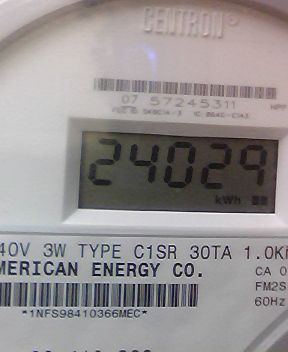 CENTRON®
07 57245311
24029
kWh
40V 3W TYPE C1SR 30TA 1.0K
MERICAN ENERGY CO.
CA 0
FM2S
60Hz
*1NFS98410366MEC*